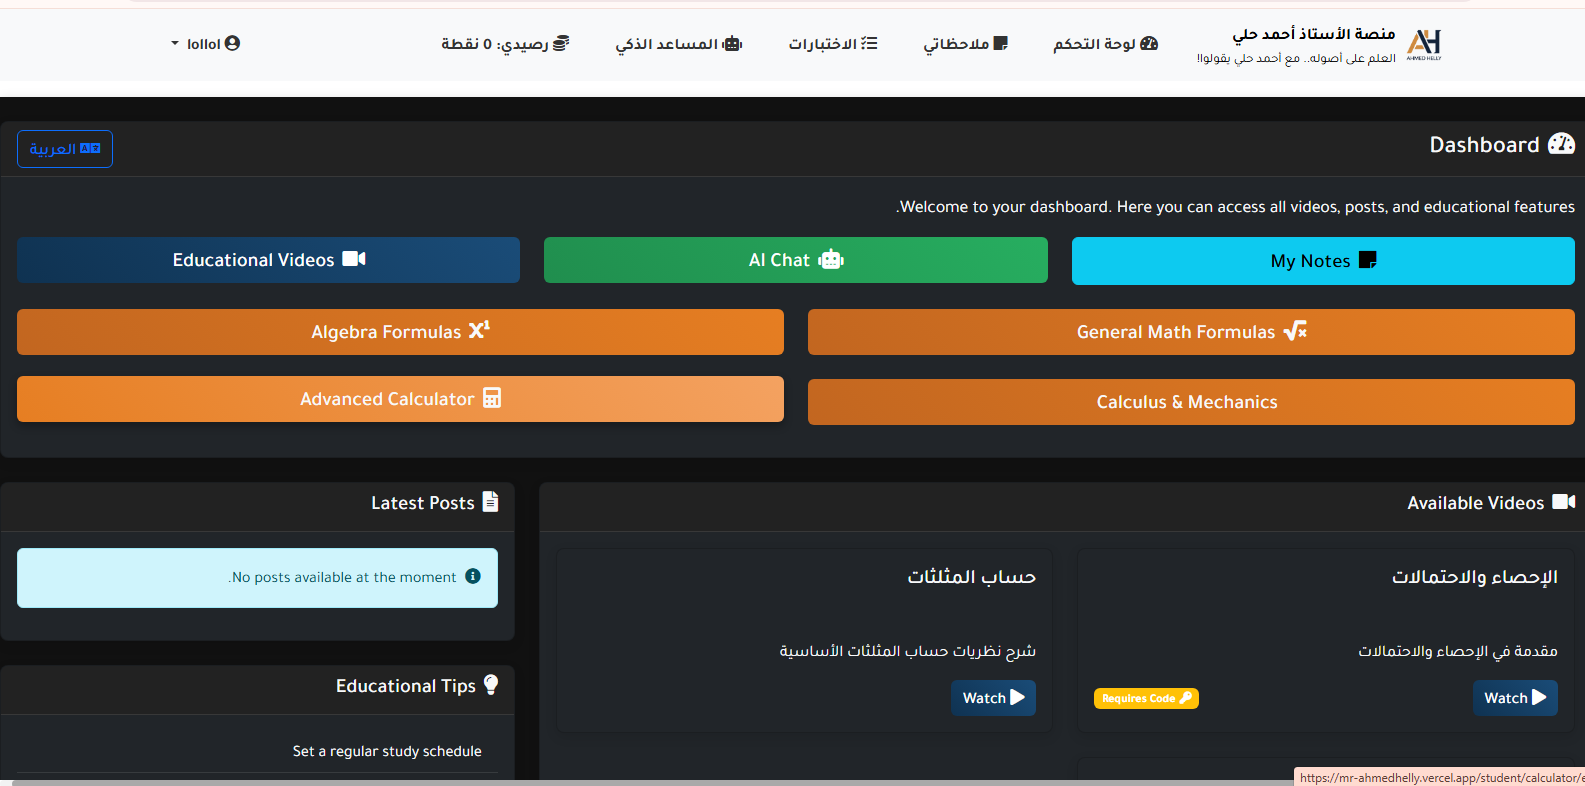 منصة الأستاذ أحمد حلي
العلم على أصوله.. مع أحمد حلي يقولوا!
AHMED HELLY
لوحة التحكم
ملاحظاتي
الاختبارات
المساعد الذكي
رصيدي: 0 نقطة
lollol
Dashboard
العربية
.Welcome to your dashboard. Here you can access all videos, posts, and educational features
My Notes
AI Chat
Educational Videos
General Math Formulas
Algebra Formulas
Calculus & Mechanics
Advanced Calculator
Available Videos
الإحصاء والاحتمالات
مقدمة في الإحصاء والاحتمالات
Watch
Requires Code
حساب المثلثات
شرح نظريات حساب المثلثات الأساسية
Watch
Latest Posts
.No posts available at the moment
Educational Tips
Set a regular study schedule
https://mr-ahmedhelly.vercel.app/student/calculator/e